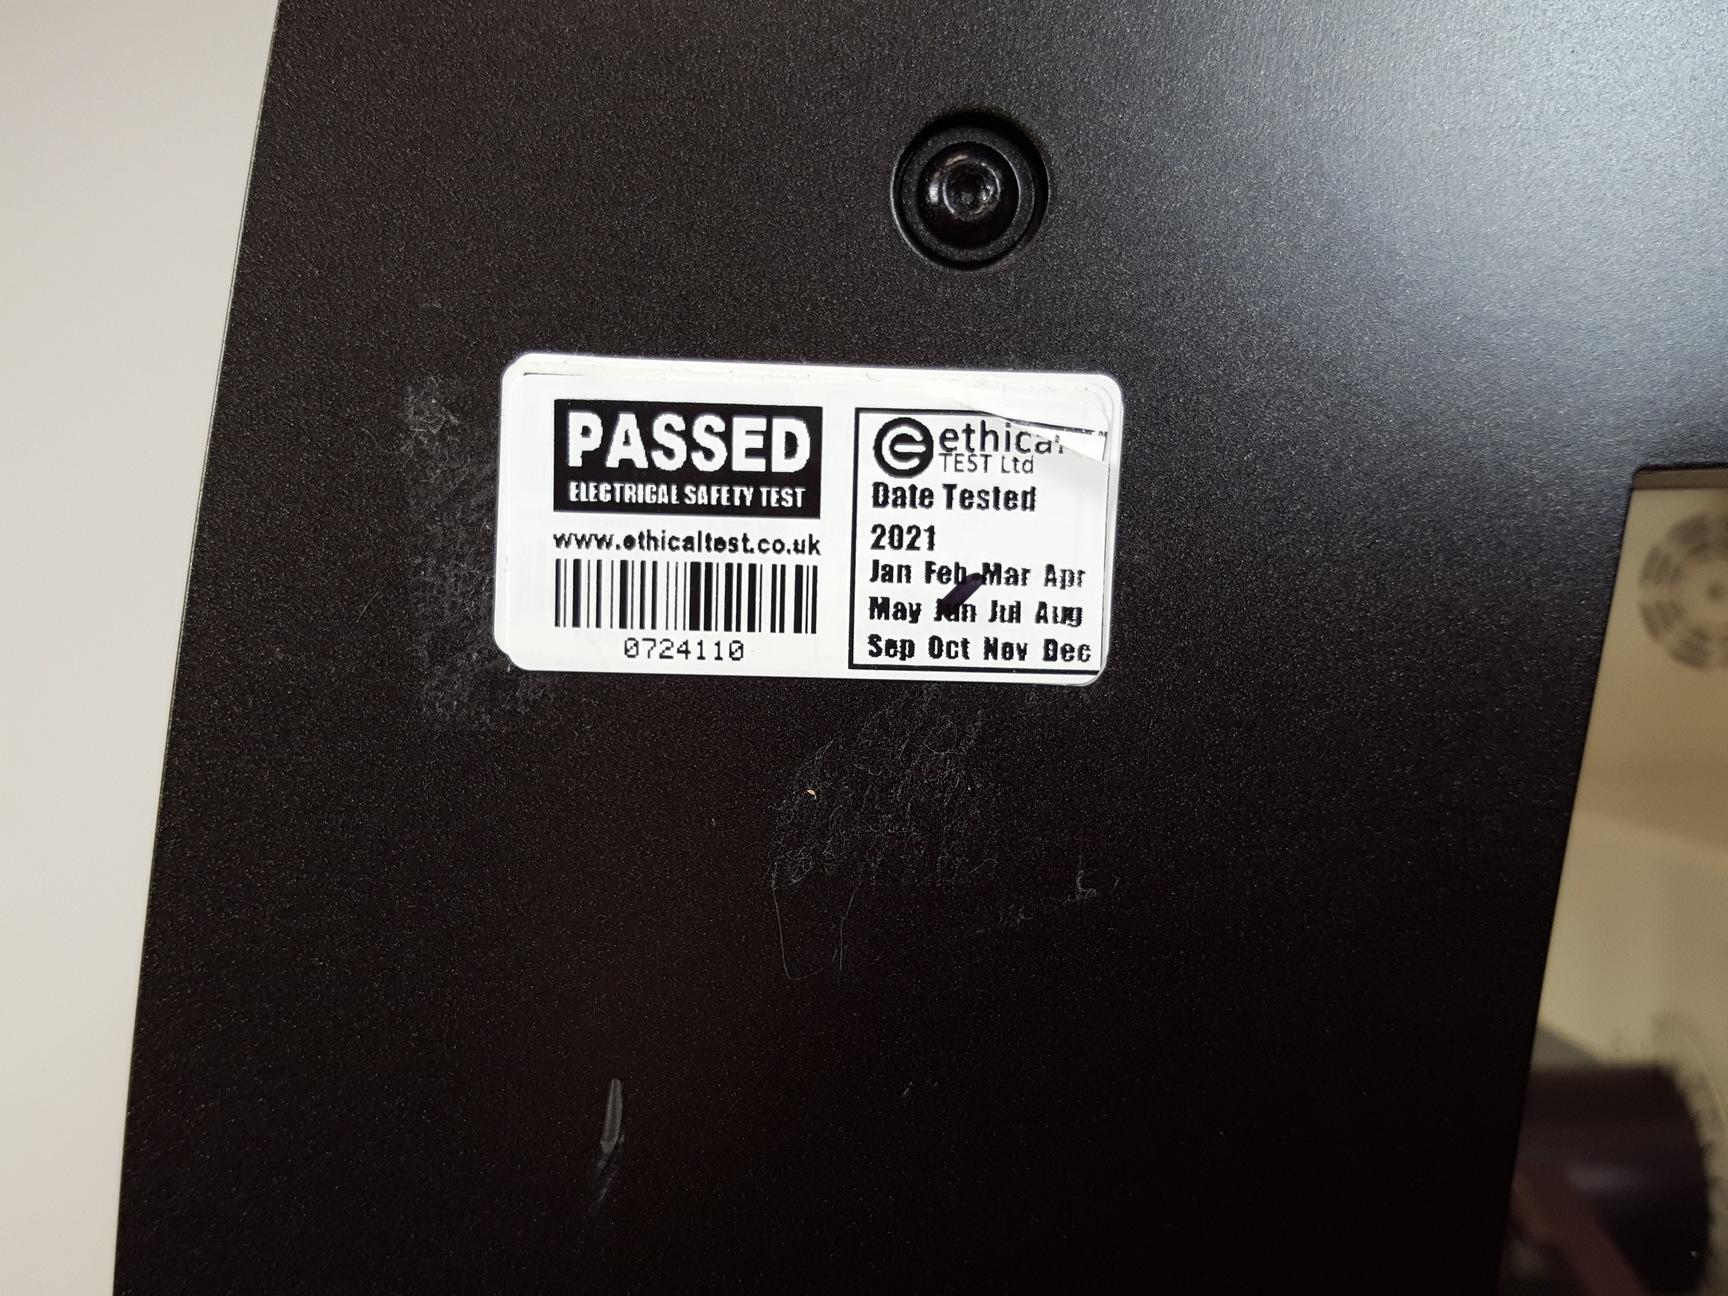 PASSED
ELECTRICAL SAFETY TEST
www.ethicaltest.co.uk
0724110
ethical
TEST Ltd
Date Tested
2021
Jan Feb Mar Apr
May Jun Jul Aug
Sep Oct Nov Dec